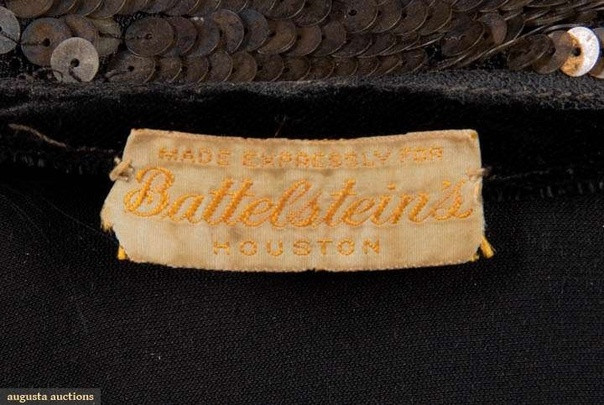 MADE EXPRESSLY FOR
Battelstein's
HOUSTON
augusta auctions